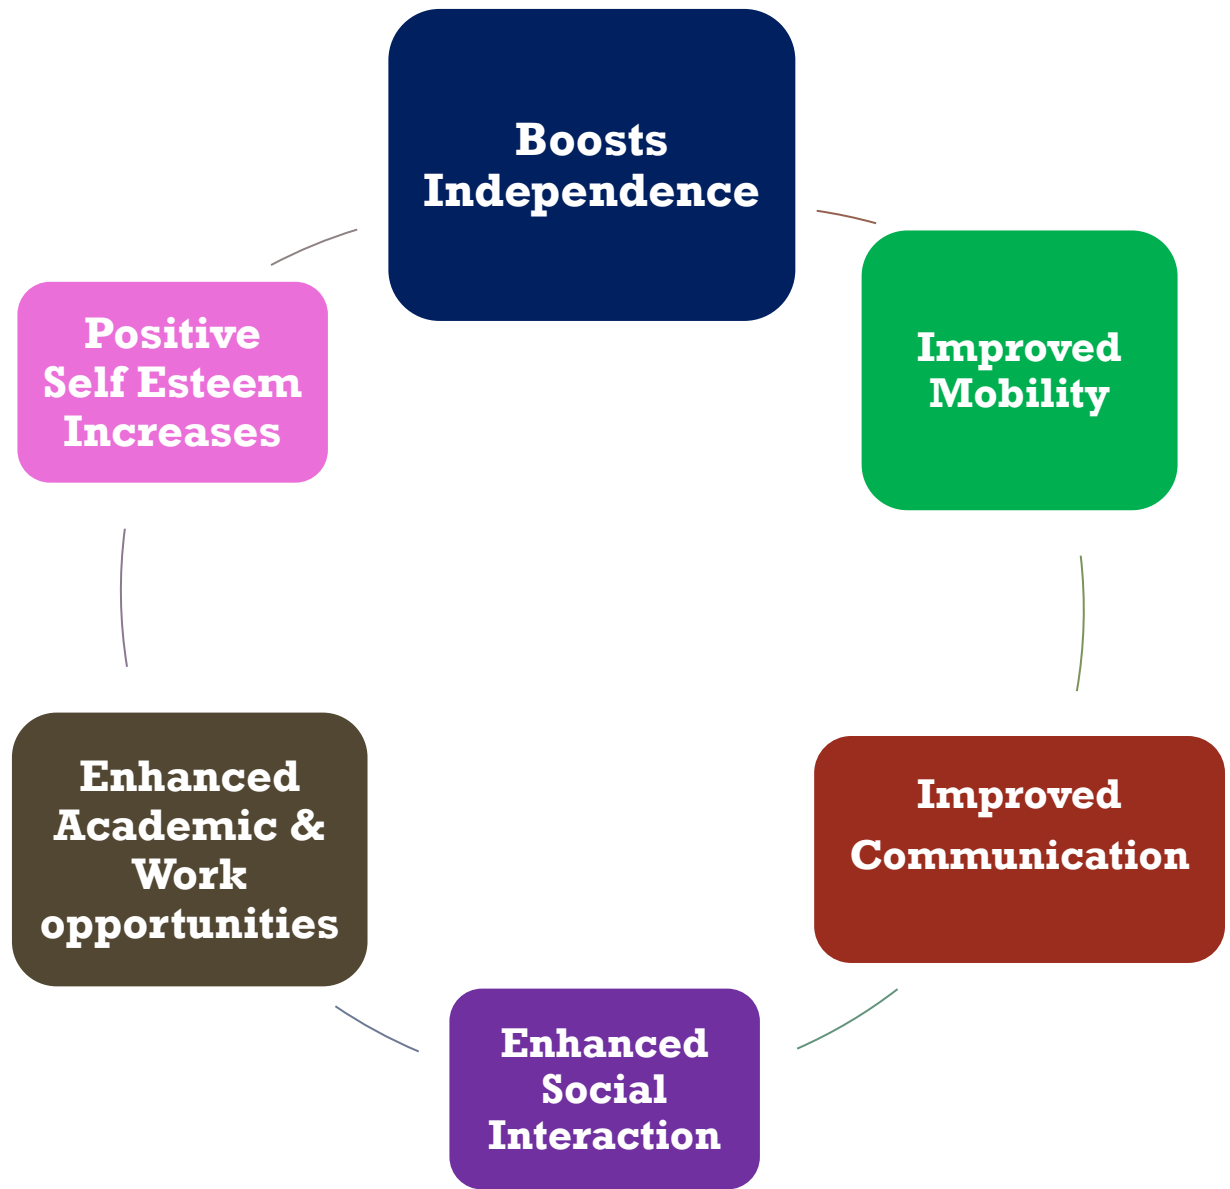 Boosts
Independence
Improved
Mobility
Improved
Communication
Enhanced
Social
Interaction
Enhanced
Academic &
Work
opportunities
Positive
Self Esteem
Increases